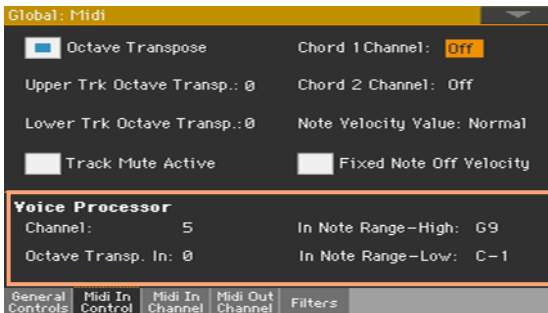 Global: Midi
Octave Transpose
Chord 1 Channel: Off
Upper Trk Octave Transp.: 0
Chord 2 Channel: Off
Lower Trk Octave Transp.:0
Note Velocity Value: Normal
Track Mute Active
Fixed Note Off Velocity
Voice Processor
Channel: 5
In Note Range-High: G9
Octave Transp. In: 0
In Note Range-Low: C-1
General Controls
Midi In Control
Midi In Channel
Midi Out Channel
Filters